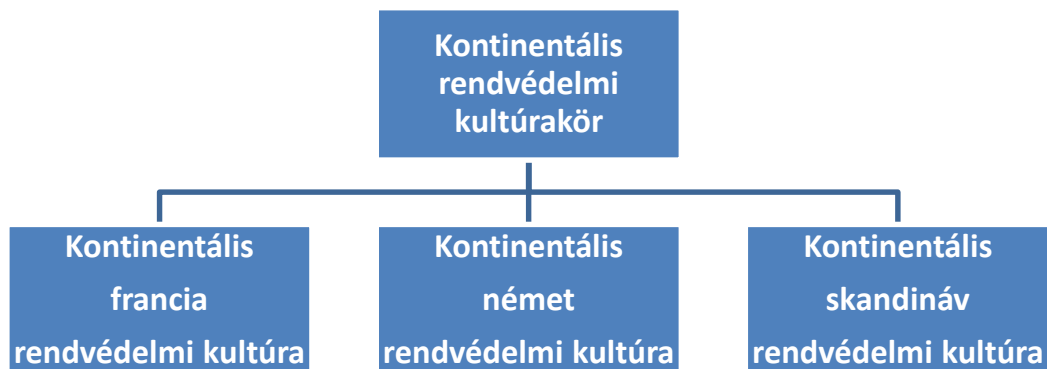 Kontinentális
rendvédelmi
kultúrakör
Kontinentális
francia
rendvédelmi kultúra
Kontinentális
német
rendvédelmi kultúra
Kontinentális
skandináv
rendvédelmi kultúra